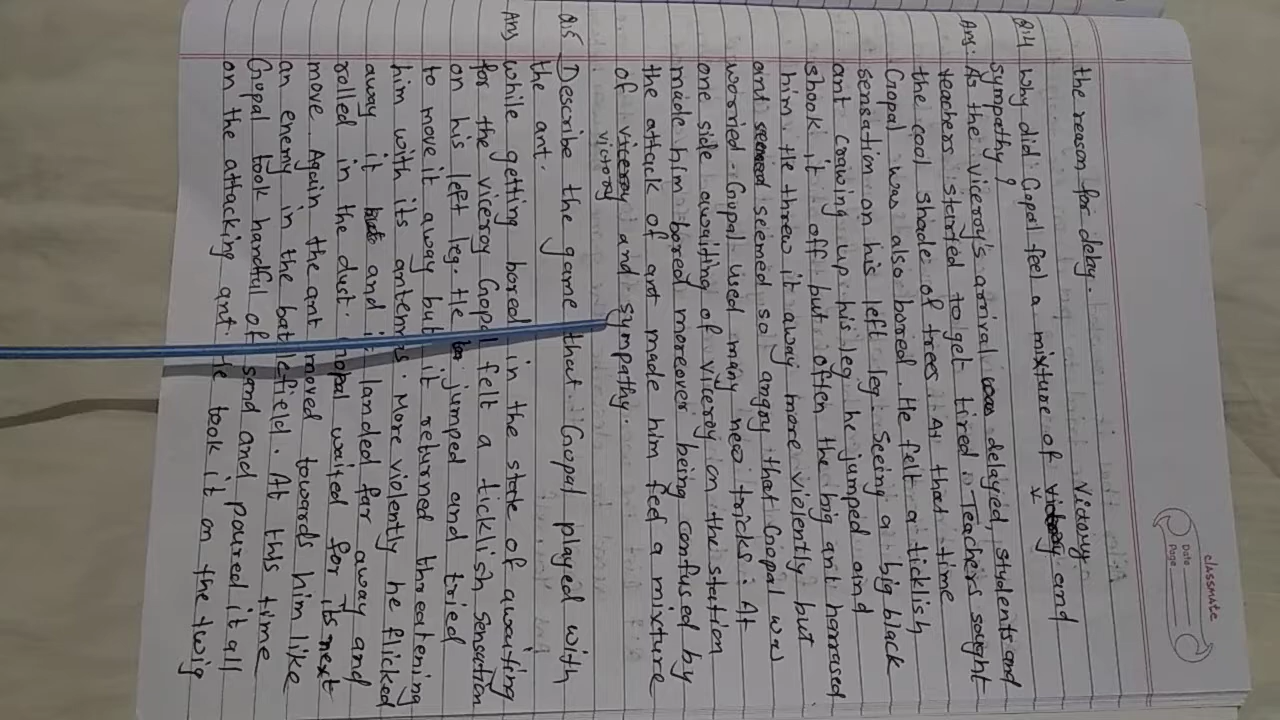 classmate
Date
Page
the reason for delay.
victory
Q:4 Why did Gopal feel a mixture of and
sympathy?
Ans:- As the viceroy's arrival delayed, students and
teachers started to get tired. Teachers sought
the cool shade of trees. At that time
Gopal was also bored. He felt a ticklish
sensation on his left leg. Seeing a big black
ant crawing up his leg he jumped and
shook it off but often the big ant harrased
him. He threw it away more violently but
and seemed so angry that Gopal was
worried. Gopal used many new tricks. At
one side awaiting of viceroy on the station
made him bored moreover being confused by
the attack of ant made him feel a mixture
of and sympathy.
victory
Q:5 Describe the game that Gopal played with
the ant.
Ans while getting bored in the state of awaiting
for the viceroy Gopal felt a ticklish sensation
on his left leg. He jumped and tried
to move it away but it returned threatening
him with its antenas. More violently he flicked
away it and it landed far away and
rolled in the dust. Gopal waited for its next
move. Again the ant moved towards him like
an enemy in the battlefield. At this time
Gopal took handful of sand and poured it all
on the attacking ant. He took it on the twig